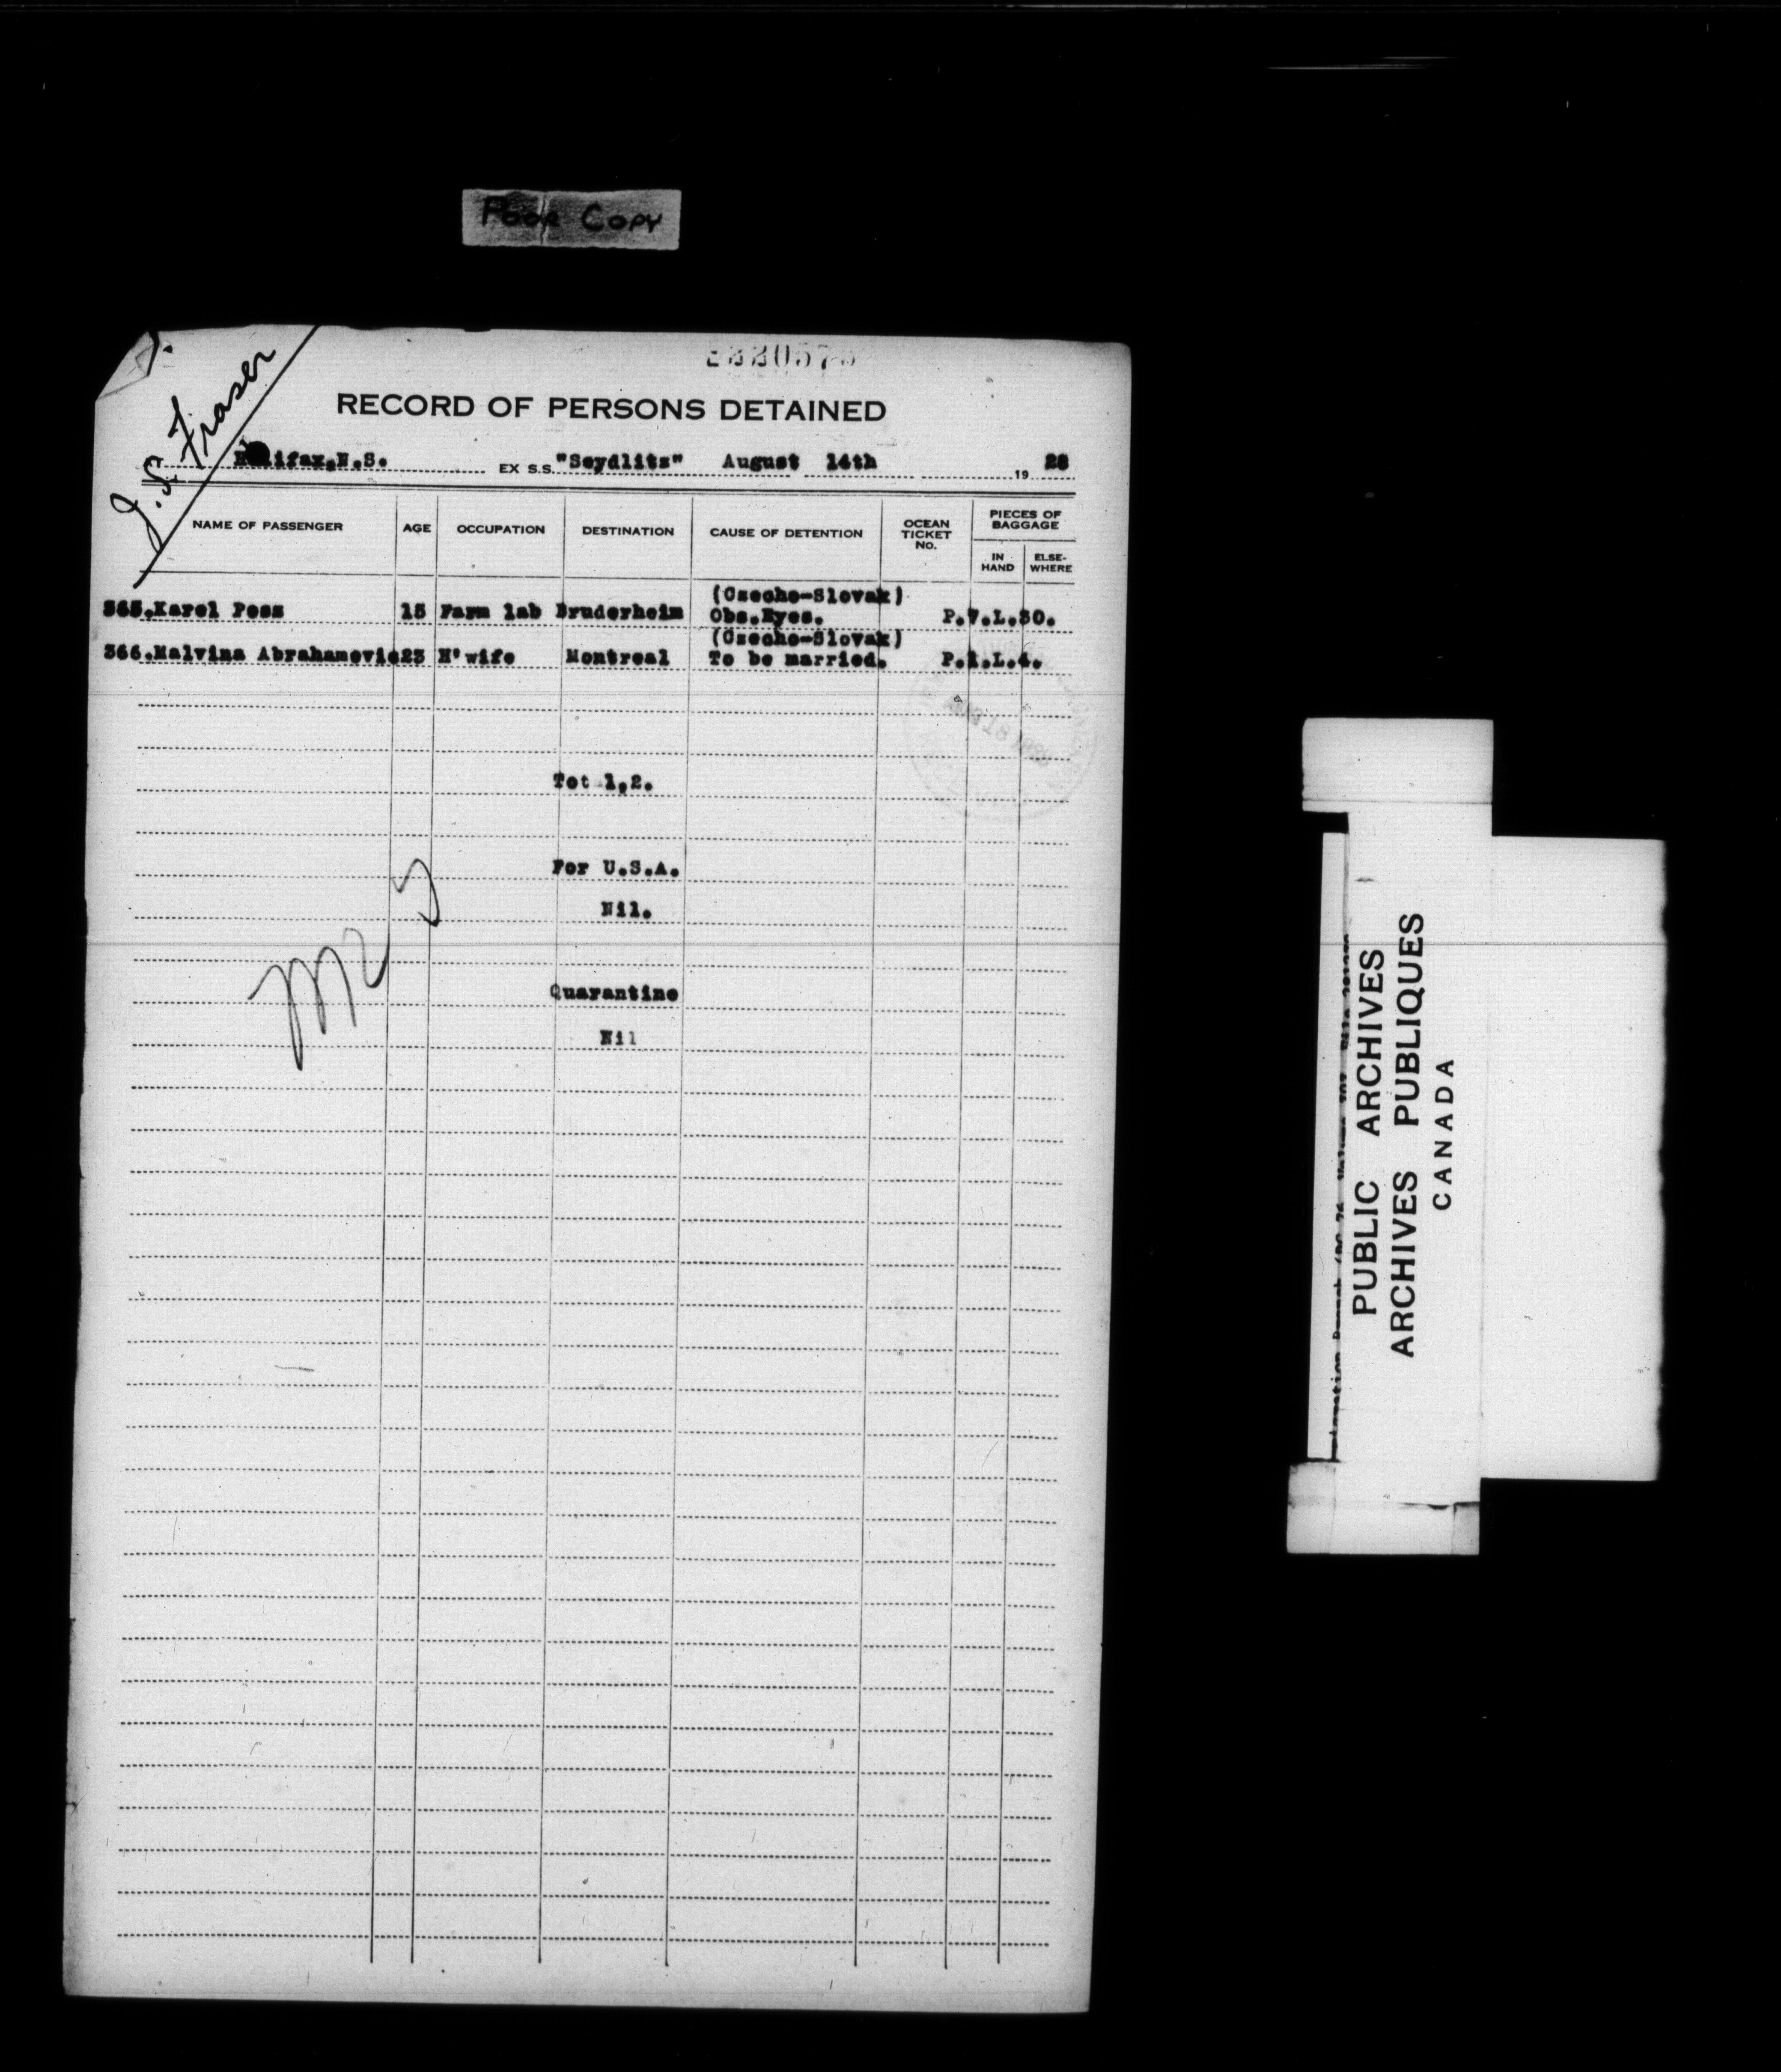 Poor Copy
J. S. Fraser
RECORD OF PERSONS DETAINED
Halifax,N.S. EX S.S. "Seydlitz" August 14th 1928
NAME OF PASSENGER AGE OCCUPATION DESTINATION CAUSE OF DETENTION OCEAN TICKET NO. PIECES OF BAGGAGE
IN HAND ELSE-WHERE
(Czecho-Slovak)
365.Karel Pess 15 Farm lab Bruderheim Obs.Eyes. P.7.L.30.
(Czecho-Slovak)
366.Malvina Abrahamovic 23 H'wife Montreal To be married. P.1.L.4.
Tot 1,2.
For U.S.A.
Nil.
Quarantine
Nil
PUBLIC ARCHIVES
ARCHIVES PUBLIQUES
CANADA